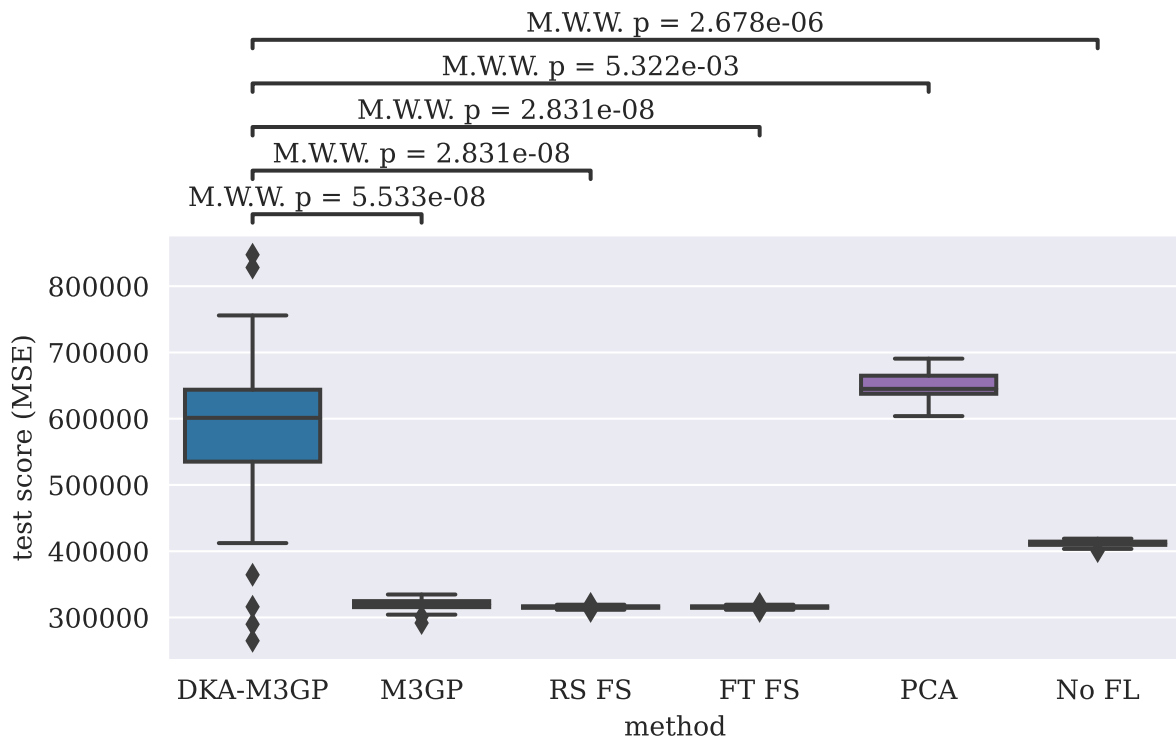 M.W.W. p = 2.678e-06
M.W.W. p = 5.322e-03
M.W.W. p = 2.831e-08
M.W.W. p = 2.831e-08
M.W.W. p = 5.533e-08
800000
700000
600000
500000
400000
300000
test score (MSE)
DKA-M3GP M3GP RS FS FT FS PCA No FL
method